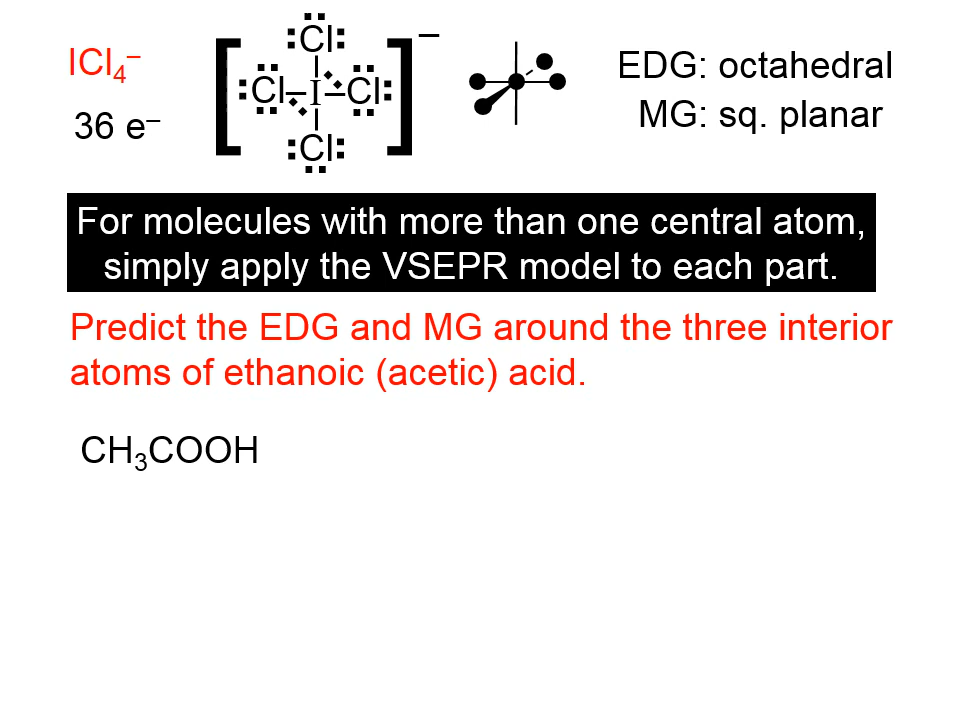 ICl₄⁻
36 e⁻
[ Cl Cl–I–Cl Cl ]⁻
EDG: octahedral
MG: sq. planar
For molecules with more than one central atom,
simply apply the VSEPR model to each part.
Predict the EDG and MG around the three interior
atoms of ethanoic (acetic) acid.
CH₃COOH